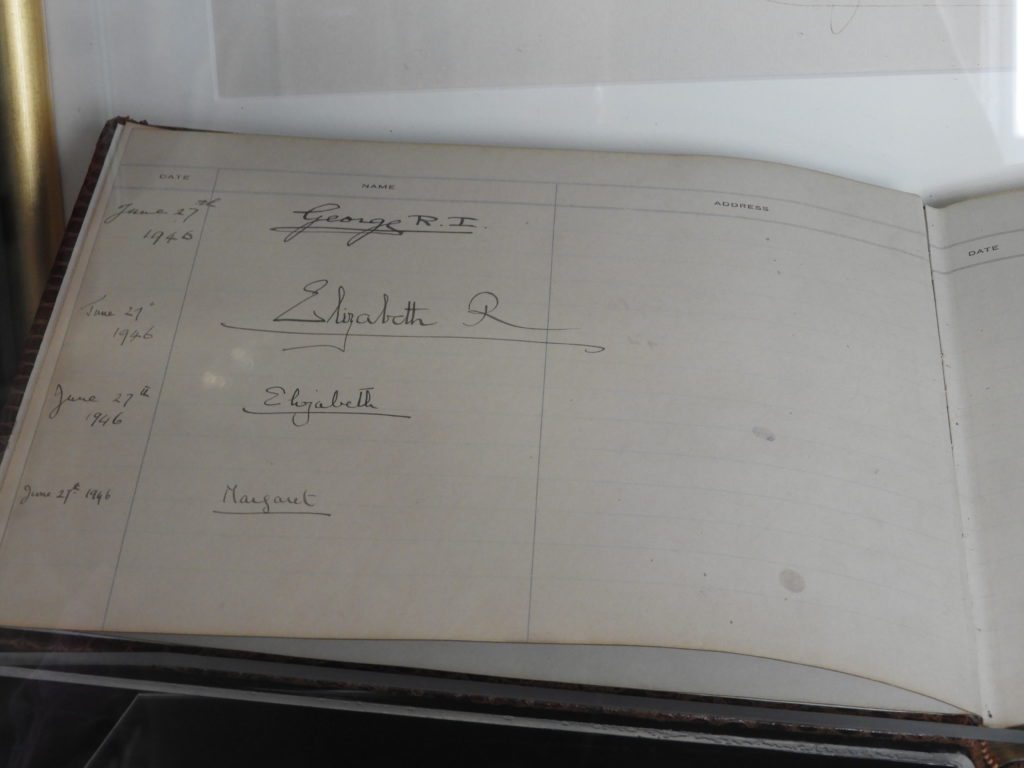 DATE NAME ADDRESS DATE
June 27th George R.I.
1946
June 27th Elizabeth R
1946
June 27th Elizabeth
1946
June 27th 1946 Margaret